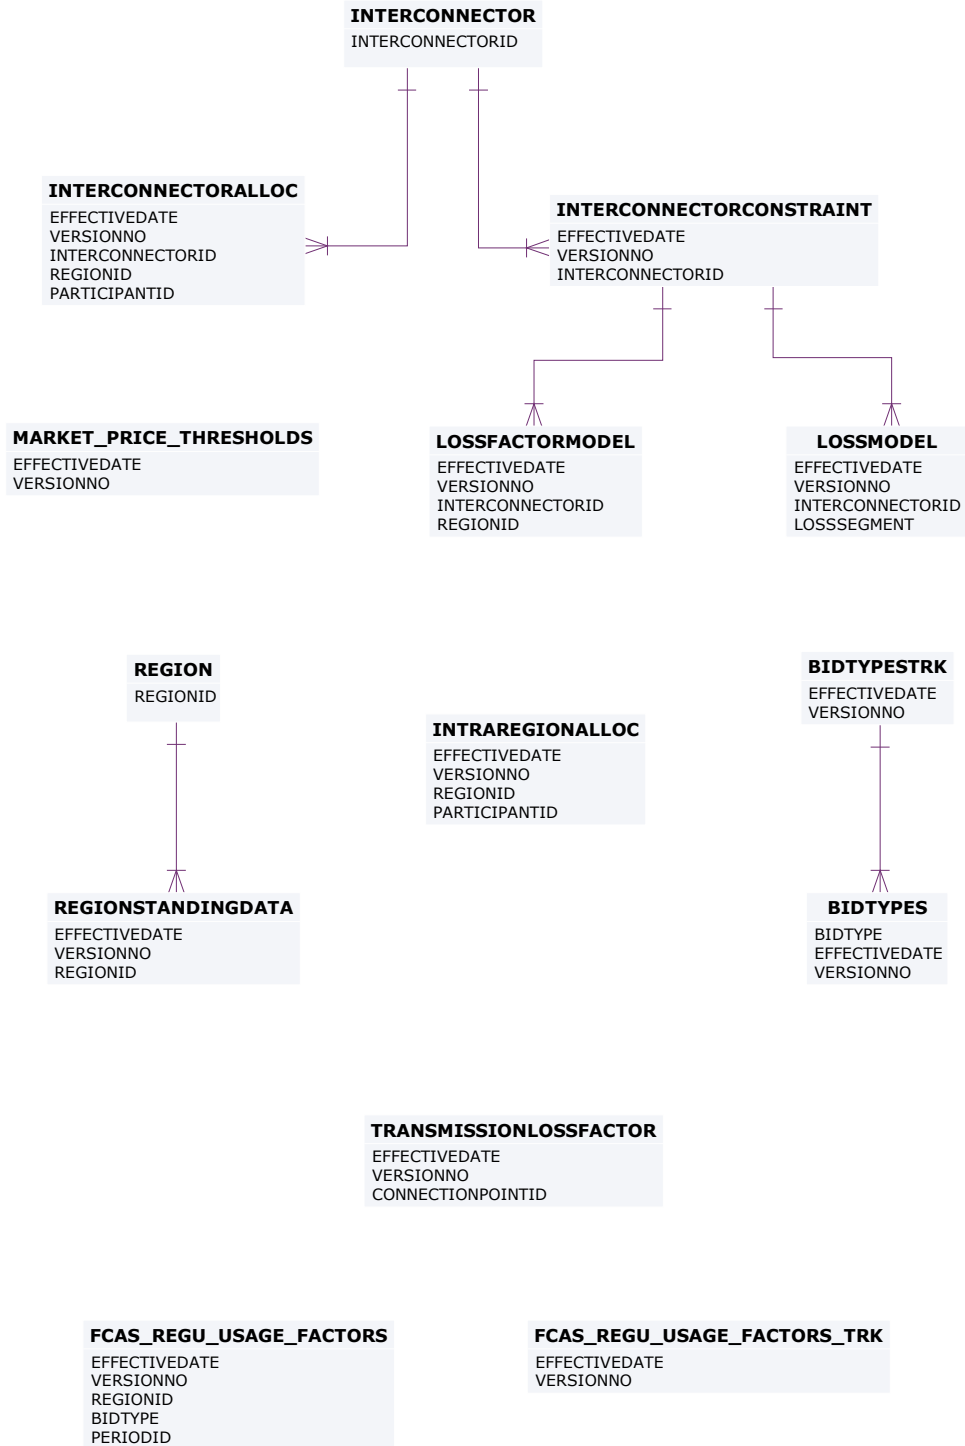 INTERCONNECTOR
INTERCONNECTORID
INTERCONNECTORALLOC
EFFECTIVEDATE
VERSIONNO
INTERCONNECTORID
REGIONID
PARTICIPANTID
INTERCONNECTORCONSTRAINT
EFFECTIVEDATE
VERSIONNO
INTERCONNECTORID
MARKET_PRICE_THRESHOLDS
EFFECTIVEDATE
VERSIONNO
LOSSFACTORMODEL
EFFECTIVEDATE
VERSIONNO
INTERCONNECTORID
REGIONID
LOSSMODEL
EFFECTIVEDATE
VERSIONNO
INTERCONNECTORID
LOSSSEGMENT
REGION
REGIONID
INTRAREGIONALLOC
EFFECTIVEDATE
VERSIONNO
REGIONID
PARTICIPANTID
BIDTYPESTRK
EFFECTIVEDATE
VERSIONNO
REGIONSTANDINGDATA
EFFECTIVEDATE
VERSIONNO
REGIONID
BIDTYPES
BIDTYPE
EFFECTIVEDATE
VERSIONNO
TRANSMISSIONLOSSFACTOR
EFFECTIVEDATE
VERSIONNO
CONNECTIONPOINTID
FCAS_REGU_USAGE_FACTORS
EFFECTIVEDATE
VERSIONNO
REGIONID
BIDTYPE
PERIODID
FCAS_REGU_USAGE_FACTORS_TRK
EFFECTIVEDATE
VERSIONNO